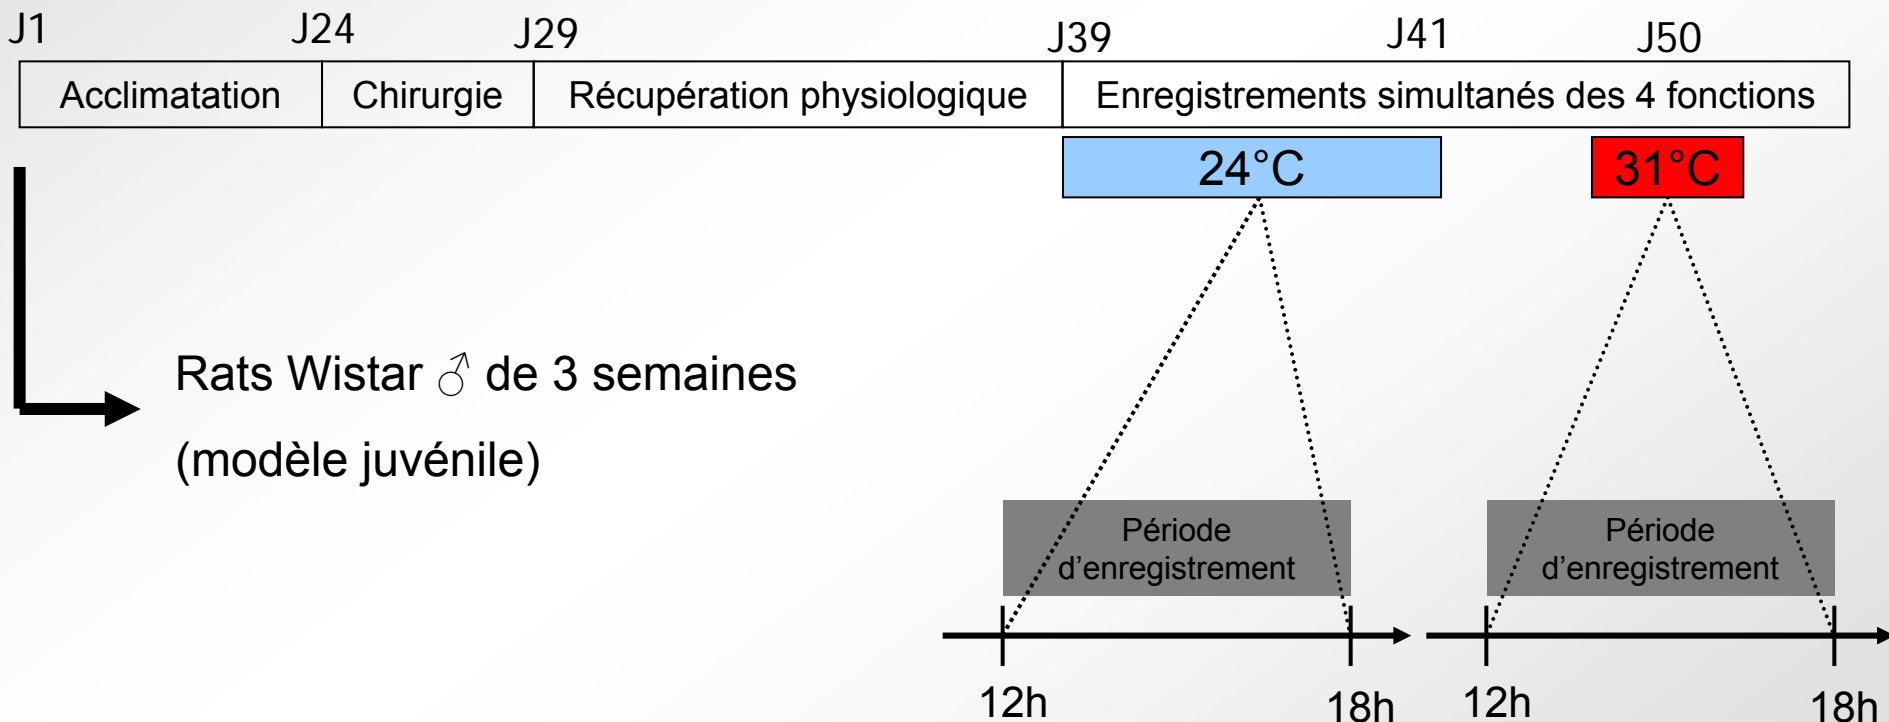 J1 J24 J29 J39 J41 J50
Acclimatation Chirurgie Récupération physiologique Enregistrements simultanés des 4 fonctions
24°C 31°C
Rats Wistar ♂ de 3 semaines
(modèle juvénile)
Période
d’enregistrement
Période
d’enregistrement
12h 18h 12h 18h